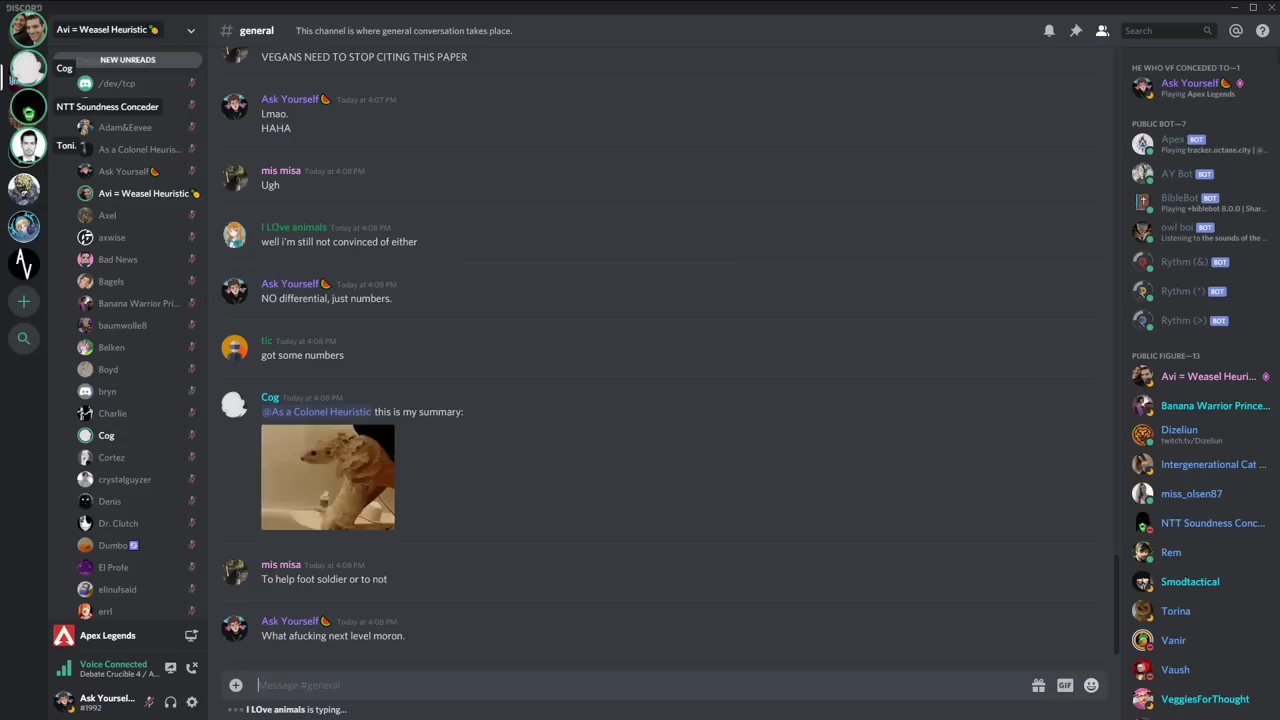 DISCORD
Avi = Weasel Heuristic
Cog
NTT Soundness Conceder
Toni.
NEW UNREADS
/dev/tcp
Adam&Eevee
As a Colonel Heuris...
Ask Yourself
Avi = Weasel Heuristic
Axel
axwise
Bad News
Bagels
Banana Warrior Pri...
baumwolle8
Belken
Boyd
bryn
Charlie
Cog
Cortez
crystalguyzer
Denis
Dr. Clutch
Dumbo
El Profe
elinufsaid
errl
Apex Legends
Voice Connected
Debate Crucible 4 / A...
Ask Yoursel...
#1992
# general This channel is where general conversation takes place.
Search
VEGANS NEED TO STOP CITING THIS PAPER
Ask Yourself Today at 4:07 PM
Lmao.
HAHA
mis misa Today at 4:08 PM
Ugh
I LOve animals Today at 4:08 PM
well i'm still not convinced of either
Ask Yourself Today at 4:08 PM
NO differential, just numbers.
tic Today at 4:08 PM
got some numbers
Cog Today at 4:08 PM
@As a Colonel Heuristic this is my summary:
mis misa Today at 4:08 PM
To help foot soldier or to not
Ask Yourself Today at 4:08 PM
What afucking next level moron.
Message #general
GIF
I LOve animals is typing...
HE WHO VF CONCEDED TO—1
Ask Yourself
Playing Apex Legends
PUBLIC BOT—7
Apex BOT
Playing tracker.octane.city | @...
AY Bot BOT
BibleBot BOT
Playing +biblebot 8.0.0 | Shar...
owl boi BOT
Listening to the sounds of the ...
Rythm (&) BOT
Rythm (*) BOT
Rythm (>) BOT
PUBLIC FIGURE—13
Avi = Weasel Heuri...
Banana Warrior Prince...
Dizeliun
twitch.tv/Dizeliun
Intergenerational Cat ...
miss_olsen87
NTT Soundness Conc...
Rem
Smodtactical
Torina
Vanir
Vaush
VeggiesForThought